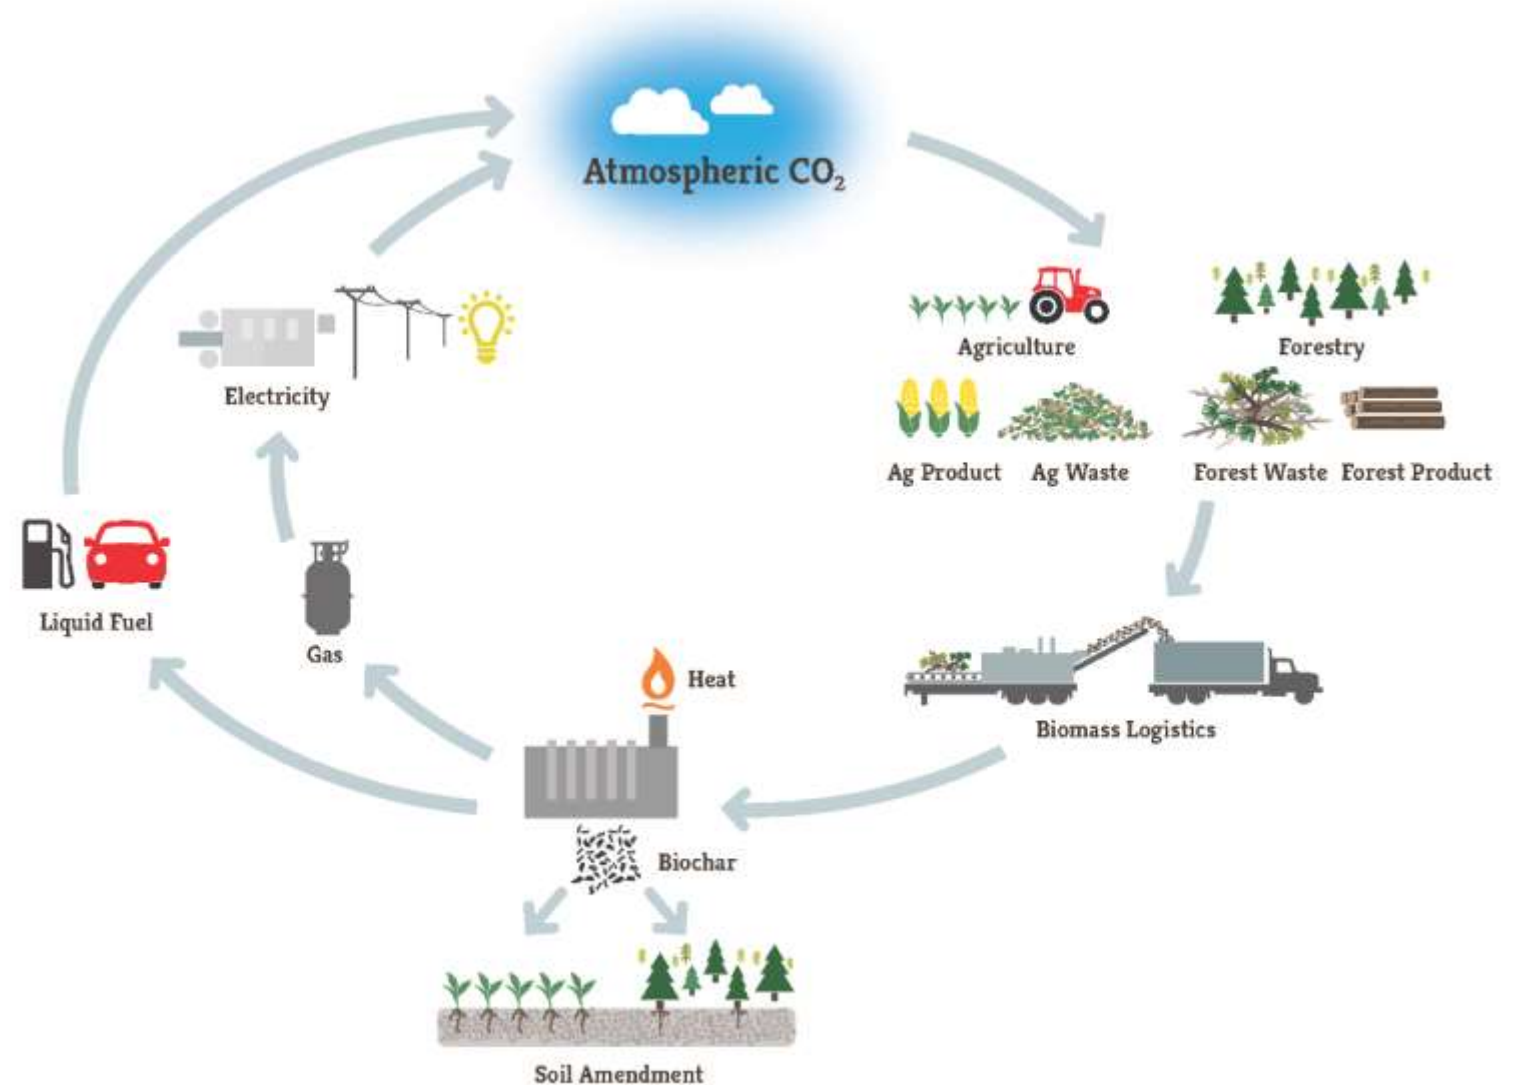 Atmospheric CO₂
Agriculture
Forestry
Ag Product
Ag Waste
Forest Waste
Forest Product
Biomass Logistics
Heat
Biochar
Soil Amendment
Gas
Liquid Fuel
Electricity